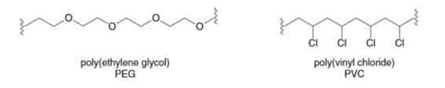 O O O O
Cl Cl Cl Cl
poly(ethylene glycol)
PEG
poly(vinyl chloride)
PVC